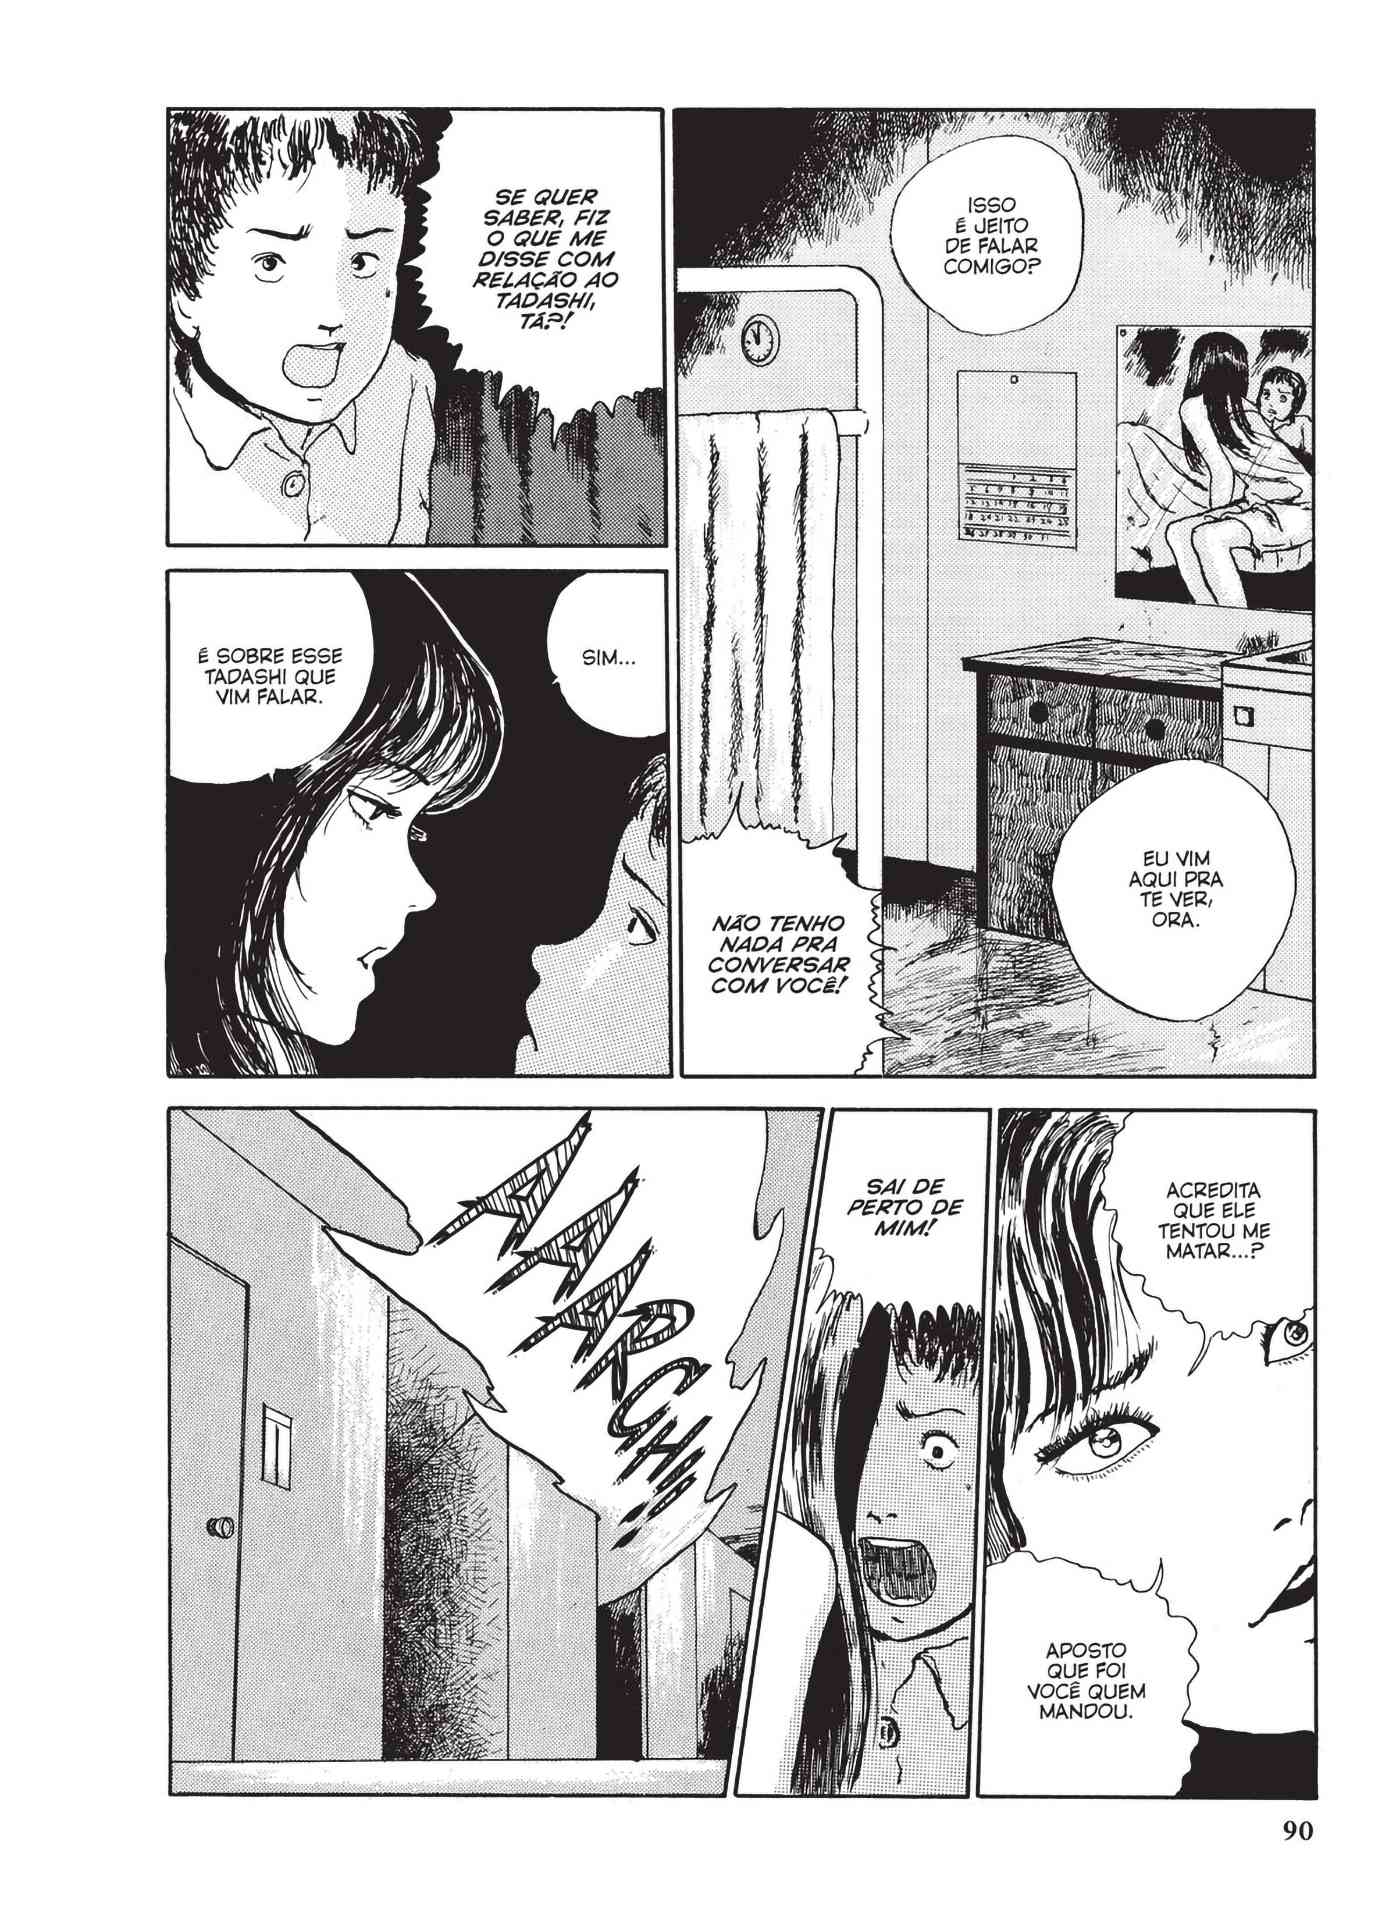 ISSO
É JEITO
DE FALAR
COMIGO?
EU VIM
AQUI PRA
TE VER,
ORA.
NÃO TENHO
NADA PRA
CONVERSAR
COM VOCÊ!
SE QUER
SABER, FIZ
O QUE ME
DISSE COM
RELAÇÃO AO
TADASHI,
TÁ?!
SIM...
É SOBRE ESSE
TADASHI QUE
VIM FALAR.
ACREDITA
QUE ELE
TENTOU ME
MATAR...?
APOSTO
QUE FOI
VOCÊ QUEM
MANDOU.
SAI DE
PERTO DE
MIM!
AAAARCH!
90